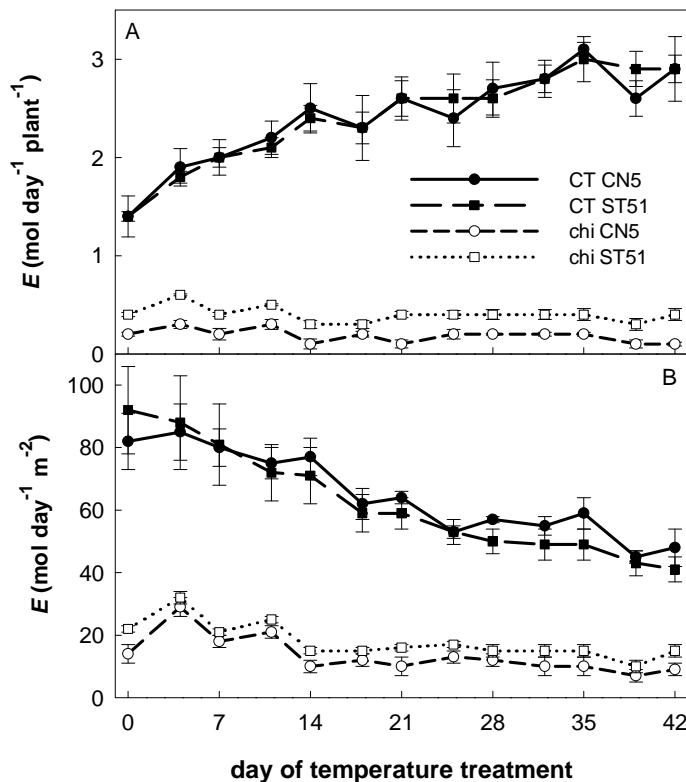 A
3
2
1
0
E (mol day⁻¹ plant⁻¹)
CT CN5
CT ST51
chi CN5
chi ST51
B
100
80
60
40
20
0
E (mol day⁻¹ m⁻²)
0 7 14 21 28 35 42
day of temperature treatment